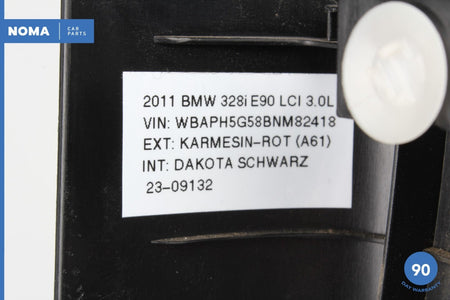 NOMA
CAR
PARTS
2011 BMW 328i E90 LCI 3.0L
VIN: WBAPH5G58BNM82418
EXT: KARMESIN-ROT (A61)
INT: DAKOTA SCHWARZ
23-09132
90
DAY WARRANTY